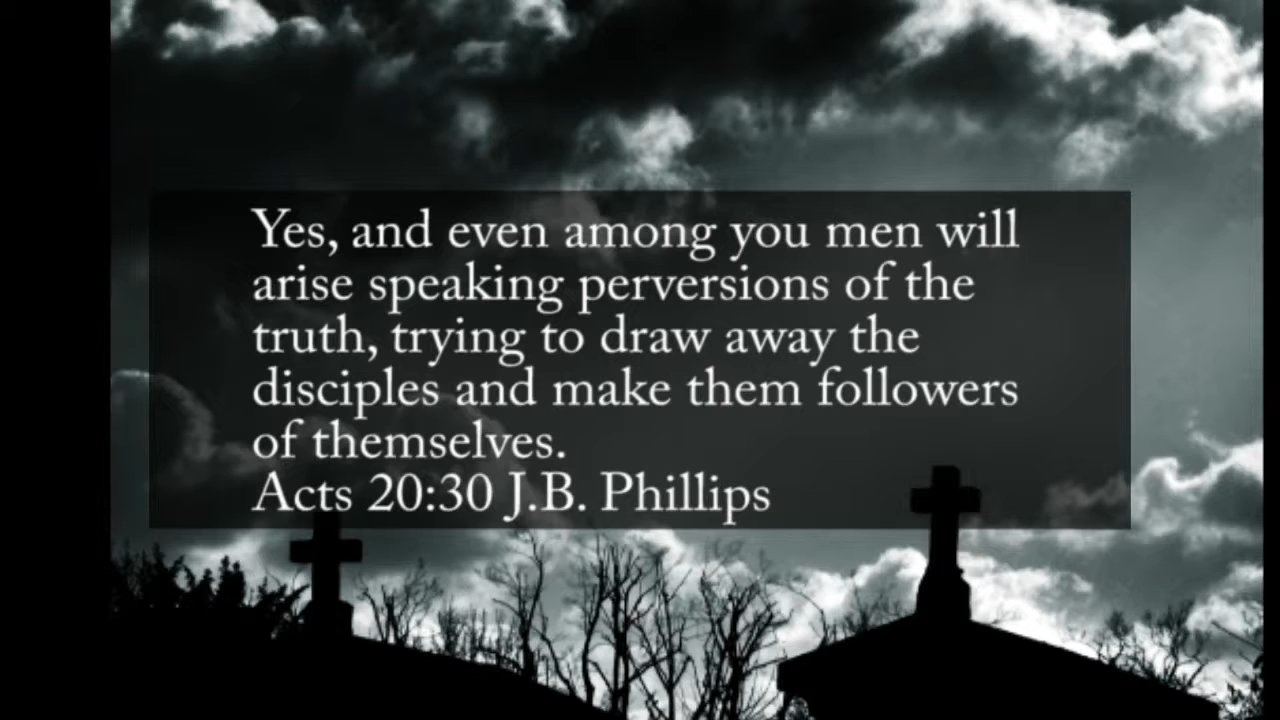 Yes, and even among you men will
arise speaking perversions of the
truth, trying to draw away the
disciples and make them followers
of themselves.
Acts 20:30 J.B. Phillips